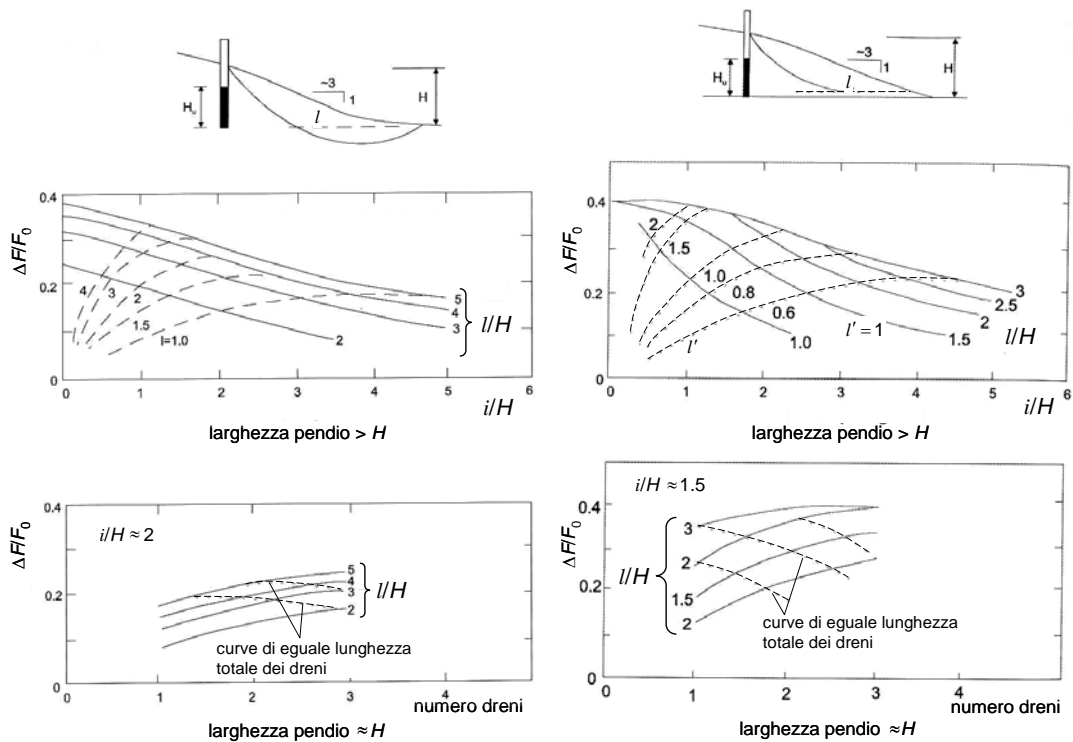 ~3
1
H
Hu
l
~3
1
H
Hu
l
0.4
0.2
0
ΔF/F0
4
3
2
1.5
l=1.0
2
5
4
3
l/H
0 1 2 3 4 5 6
i/H
larghezza pendio > H
0.4
0.2
0
ΔF/F0
2
1.5
1.0
0.8
0.6
l'
1.0
l' = 1
1.5
2
2.5
3
l/H
0 1 2 3 4 5 6
i/H
larghezza pendio > H
0.4
0.2
0.0
ΔF/F0
i/H ≈ 2
5
4
3
2
l/H
curve di eguale lunghezza
totale dei dreni
0 1 2 3 4
numero dreni
larghezza pendio ≈ H
0.4
0.2
0
ΔF/F0
i/H ≈ 1.5
l/H
3
2
1.5
2
curve di eguale lunghezza
totale dei dreni
0 1 2 3 4
numero dreni
larghezza pendio ≈H